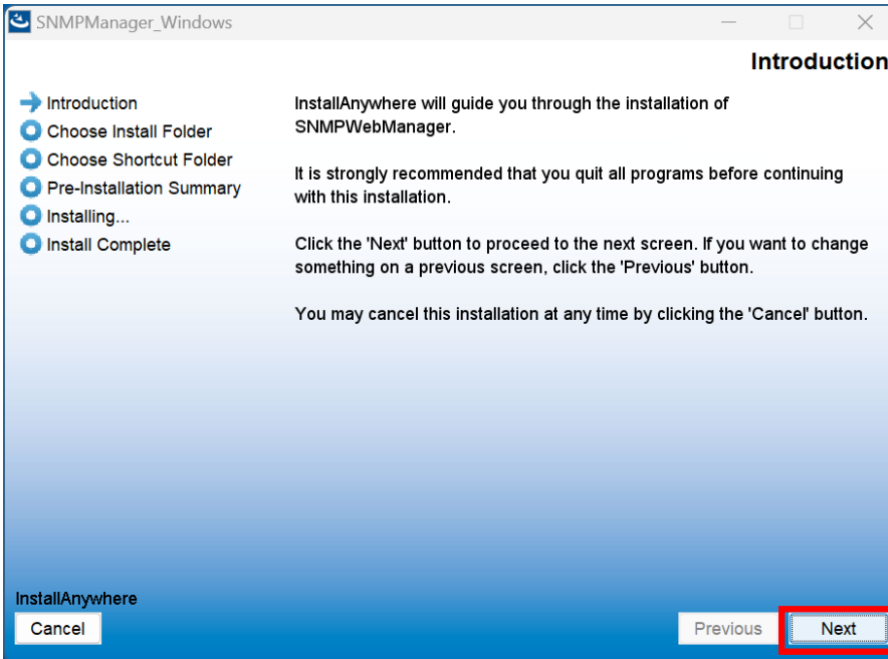 SNMPManager_Windows
Introduction
Introduction
Choose Install Folder
Choose Shortcut Folder
Pre-Installation Summary
Installing...
Install Complete
InstallAnywhere will guide you through the installation of
SNMPWebManager.
It is strongly recommended that you quit all programs before continuing
with this installation.
Click the 'Next' button to proceed to the next screen. If you want to change
something on a previous screen, click the 'Previous' button.
You may cancel this installation at any time by clicking the 'Cancel' button.
InstallAnywhere
Cancel
Previous
Next